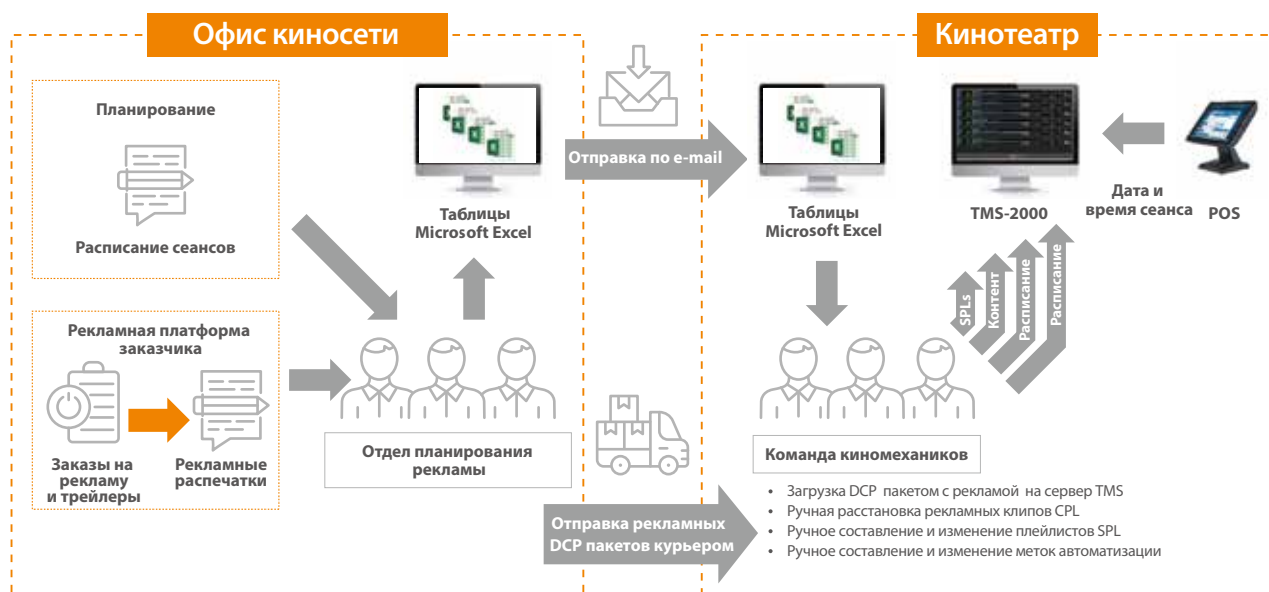 Офис киносети
Планирование
Расписание сеансов
Рекламная платформа
заказчика
Заказы на
рекламу
и трейлеры
Рекламные
распечатки
Таблицы
Microsoft Excel
Отдел планирования
рекламы
Отправка по e-mail
Отправка рекламных
DCP пакетов курьером
Кинотеатр
Таблицы
Microsoft Excel
TMS-2000
Дата и
время сеанса
POS
SPLs
Контент
Расписание
Расписание
Команда киномехаников
• Загрузка DCP пакетом с рекламой на сервер TMS
• Ручная расстановка рекламных клипов CPL
• Ручное составление и изменение плейлистов SPL
• Ручное составление и изменение меток автоматизации